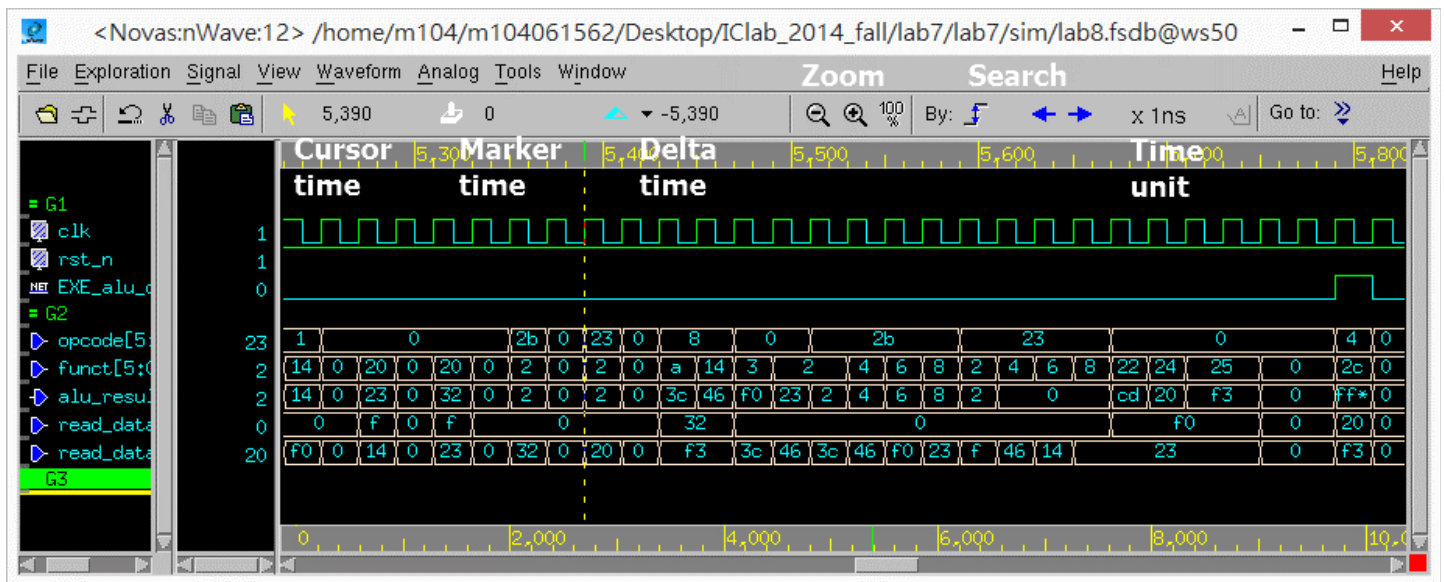 <Novas:nWave:12> /home/m104/m104061562/Desktop/IClab_2014_fall/lab7/lab7/sim/lab8.fsdb@ws50
File Exploration Signal View Waveform Analog Tools Window Zoom Search Help
5,390 0 -5,390 100 % By: x 1ns Go to:
Cursor Marker Delta Time
time time time unit
5,500 5,600 5,800
= G1
clk 1
rst_n 1
NET EXE_alu_ 0
= G2
opcode[5: 23 1 0 2b 0 23 0 8 0 2b 23 0 4 0
funct[5:0 2 14 0 20 0 20 0 2 0 2 0 a 14 3 2 4 6 8 2 4 6 8 22 24 25 0 2c 0
alu_resu 2 14 0 23 0 32 0 2 0 2 0 3c 46 f0 23 2 4 6 8 2 0 cd 20 f3 0 ff* 0
read_data 0 0 f 0 f 0 32 0 f0 0 20 0
read_data 20 f0 0 14 0 23 0 32 0 20 0 f3 3c 46 3c 46 f0 23 f 46 14 23 0 f3 0
G3
0 2,000 4,000 6,000 8,000